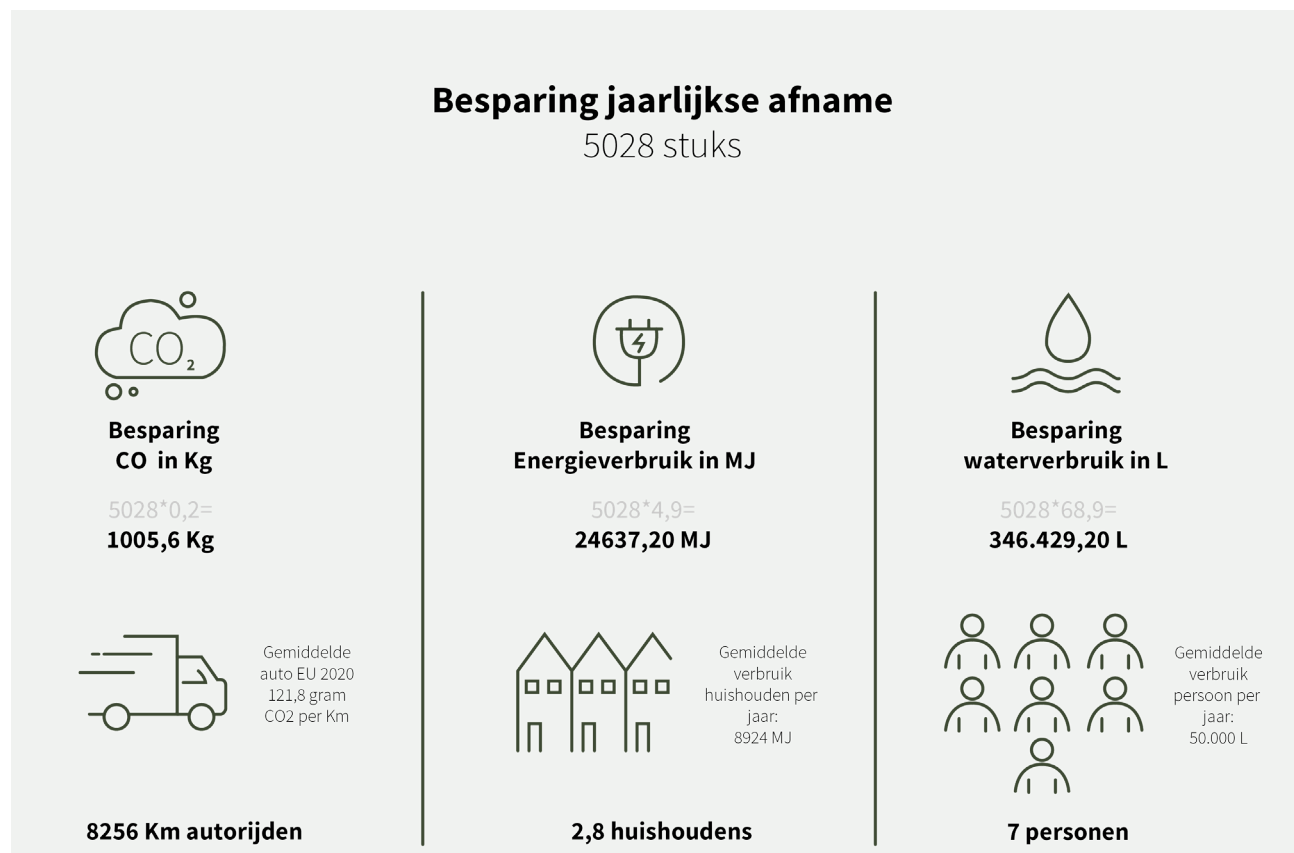 Besparing jaarlijkse afname
5028 stuks
CO₂
Besparing
CO in Kg
5028*0,2=
1005,6 Kg
Gemiddelde
auto EU 2020
121,8 gram
CO2 per Km
8256 Km autorijden
Besparing
Energieverbruik in MJ
5028*4,9=
24637,20 MJ
Gemiddelde
verbruik
huishouden per
jaar:
8924 MJ
2,8 huishoudens
Besparing
waterverbruik in L
5028*68,9=
346.429,20 L
Gemiddelde
verbruik
persoon per
jaar:
50.000 L
7 personen